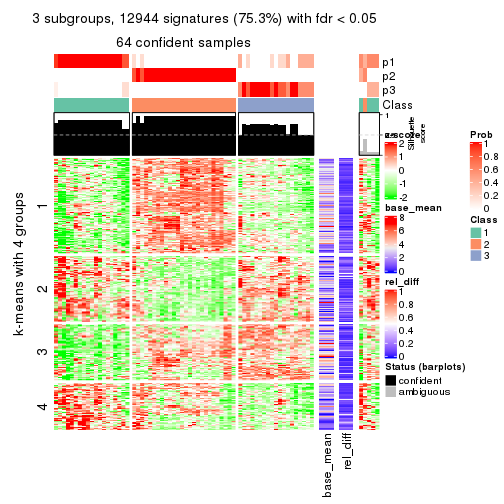 3 subgroups, 12944 signatures (75.3%) with fdr < 0.05
64 confident samples
p1
p2
p3
Class
1
Silhouette
score
k-means with 4 groups
1
2
3
4
base_mean
rel_diff
z-score
2
1
0
-1
-2
base_mean
8
6
4
2
0
rel_diff
1
0.8
0.6
0.4
0.2
0
Status (barplots)
confident
ambiguous
Prob
1
0.8
0.6
0.4
0.2
0
Class
1
2
3